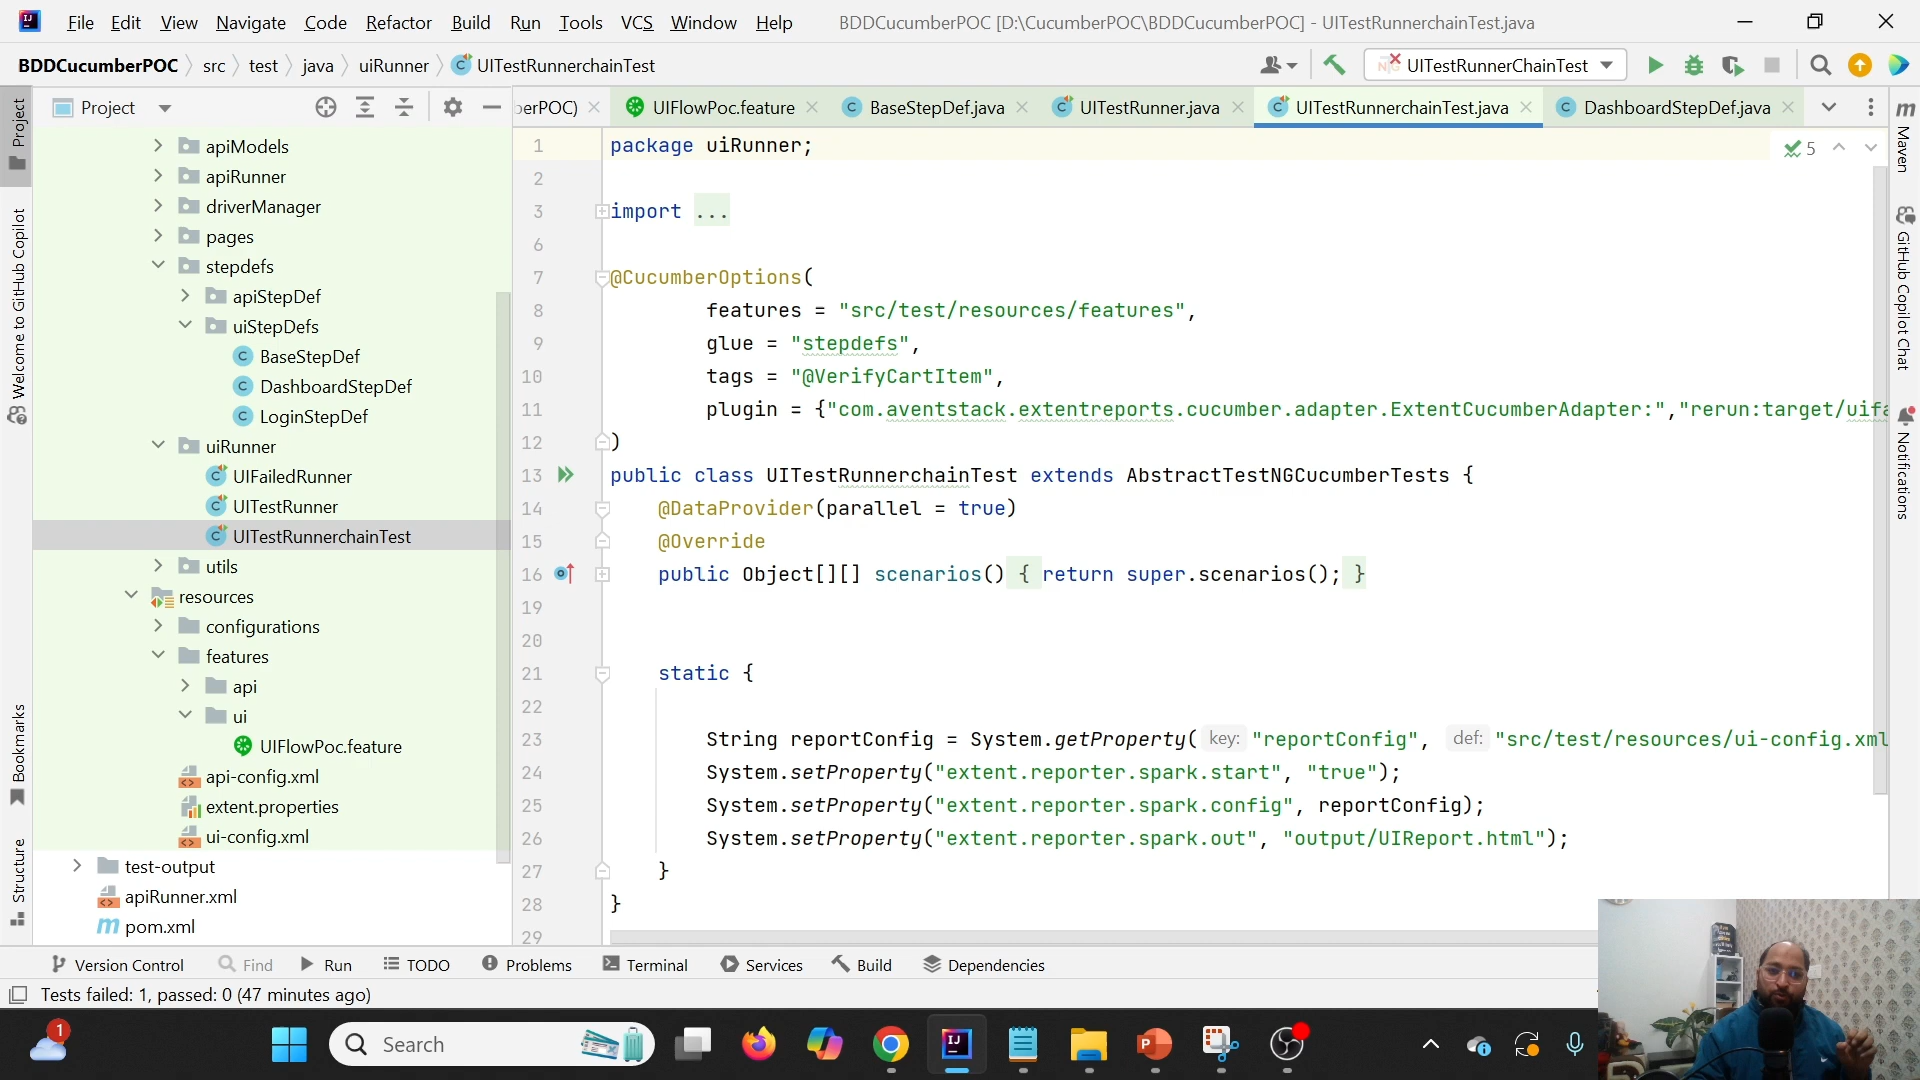 File Edit View Navigate Code Refactor Build Run Tools VCS Window Help BDDCucumberPOC [D:\CucumberPOC\BDDCucumberPOC] - UITestRunnerchainTest.java
BDDCucumberPOC src test java uiRunner UITestRunnerchainTest UITestRunnerChainTest
Project
berPOC) UIFlowPoc.feature BaseStepDef.java UITestRunner.java UITestRunnerchainTest.java DashboardStepDef.java
Project
Welcome to GitHub Copilot
Bookmarks
Structure
apiModels
apiRunner
driverManager
pages
stepdefs
apiStepDef
uiStepDefs
BaseStepDef
DashboardStepDef
LoginStepDef
uiRunner
UIFailedRunner
UITestRunner
UITestRunnerchainTest
utils
resources
configurations
features
api
ui
UIFlowPoc.feature
api-config.xml
extent.properties
ui-config.xml
test-output
apiRunner.xml
pom.xml
5
1 package uiRunner;
2
3 import ...
6
7 @CucumberOptions(
8 features = "src/test/resources/features",
9 glue = "stepdefs",
10 tags = "@VerifyCartItem",
11 plugin = {"com.aventstack.extentreports.cucumber.adapter.ExtentCucumberAdapter:","rerun:target/uifa
12 )
13 public class UITestRunnerchainTest extends AbstractTestNGCucumberTests {
14 @DataProvider(parallel = true)
15 @Override
16 public Object[][] scenarios() { return super.scenarios(); }
19
20
21 static {
22
23 String reportConfig = System.getProperty( key: "reportConfig", def: "src/test/resources/ui-config.xml
24 System.setProperty("extent.reporter.spark.start", "true");
25 System.setProperty("extent.reporter.spark.config", reportConfig);
26 System.setProperty("extent.reporter.spark.out", "output/UIReport.html");
27 }
28 }
29
Maven
GitHub Copilot Chat
Notifications
Version Control Find Run TODO Problems Terminal Services Build Dependencies
Tests failed: 1, passed: 0 (47 minutes ago)
1
Search